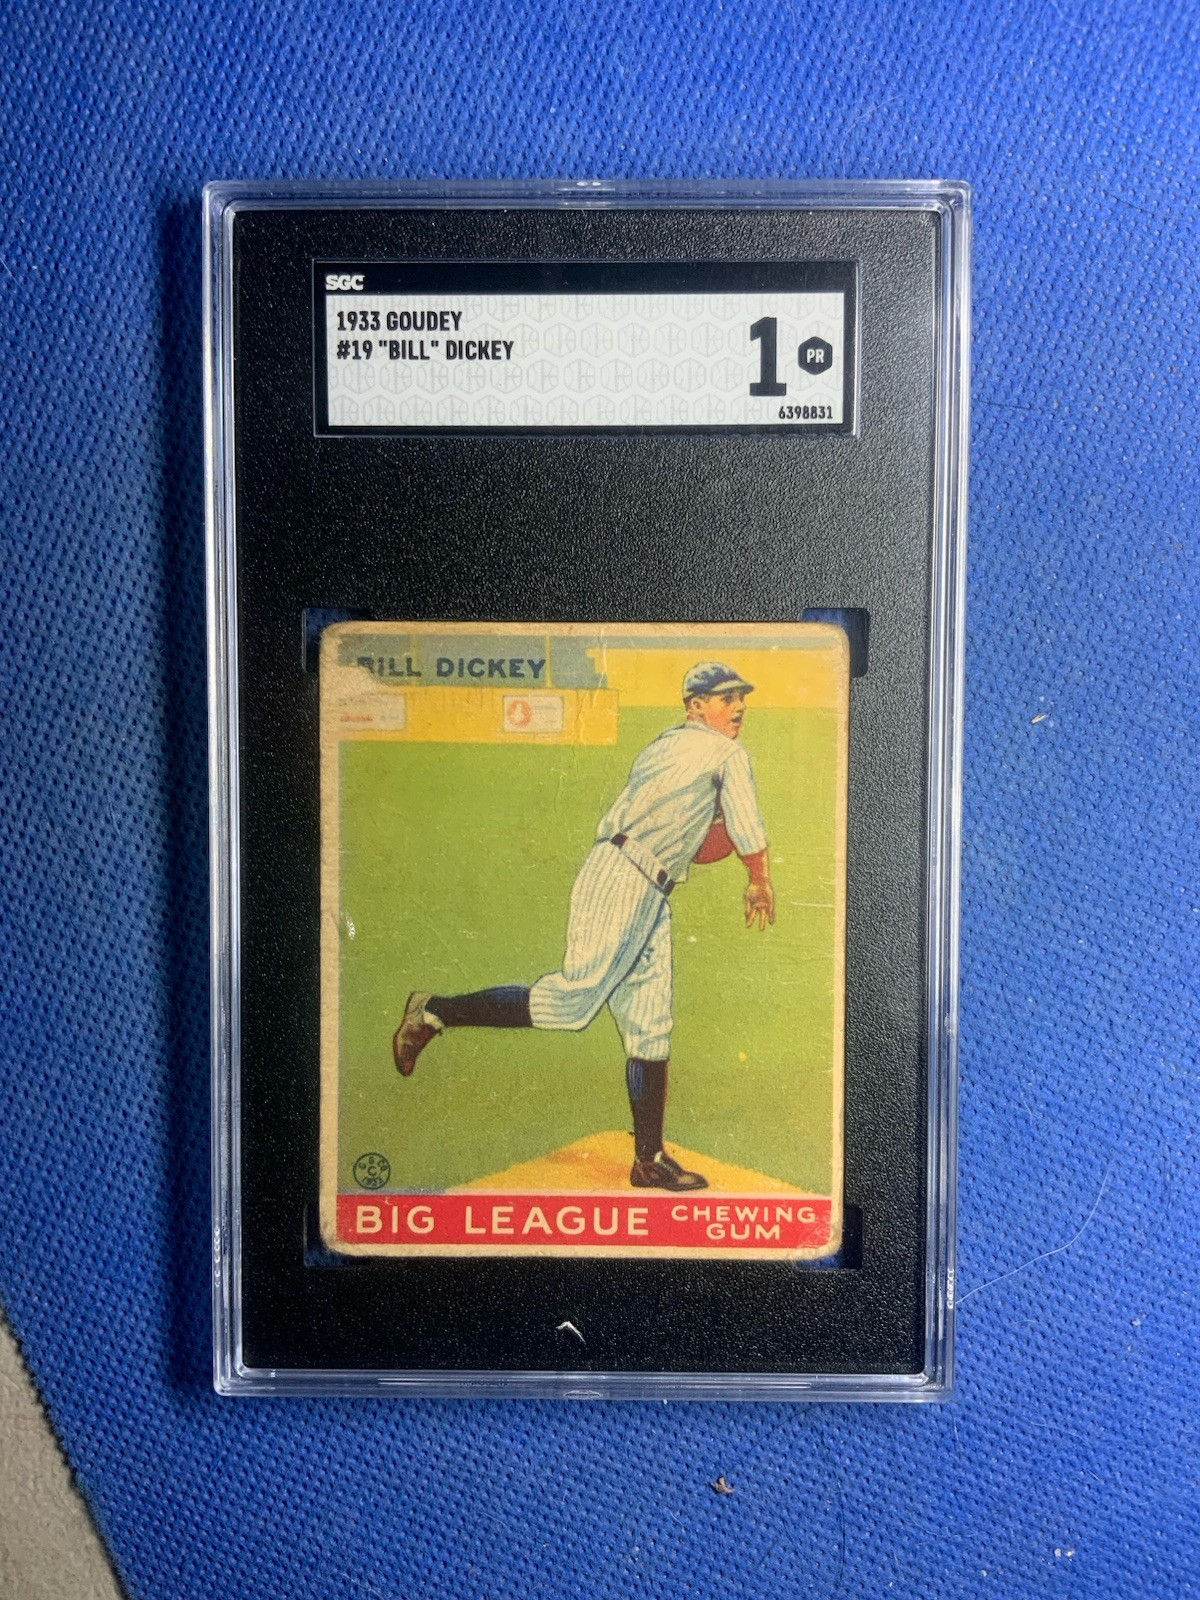 SGC
1933 GOUDEY
#19 "BILL" DICKEY
1 PR
6398831
BILL DICKEY
BIG LEAGUE CHEWING
GUM